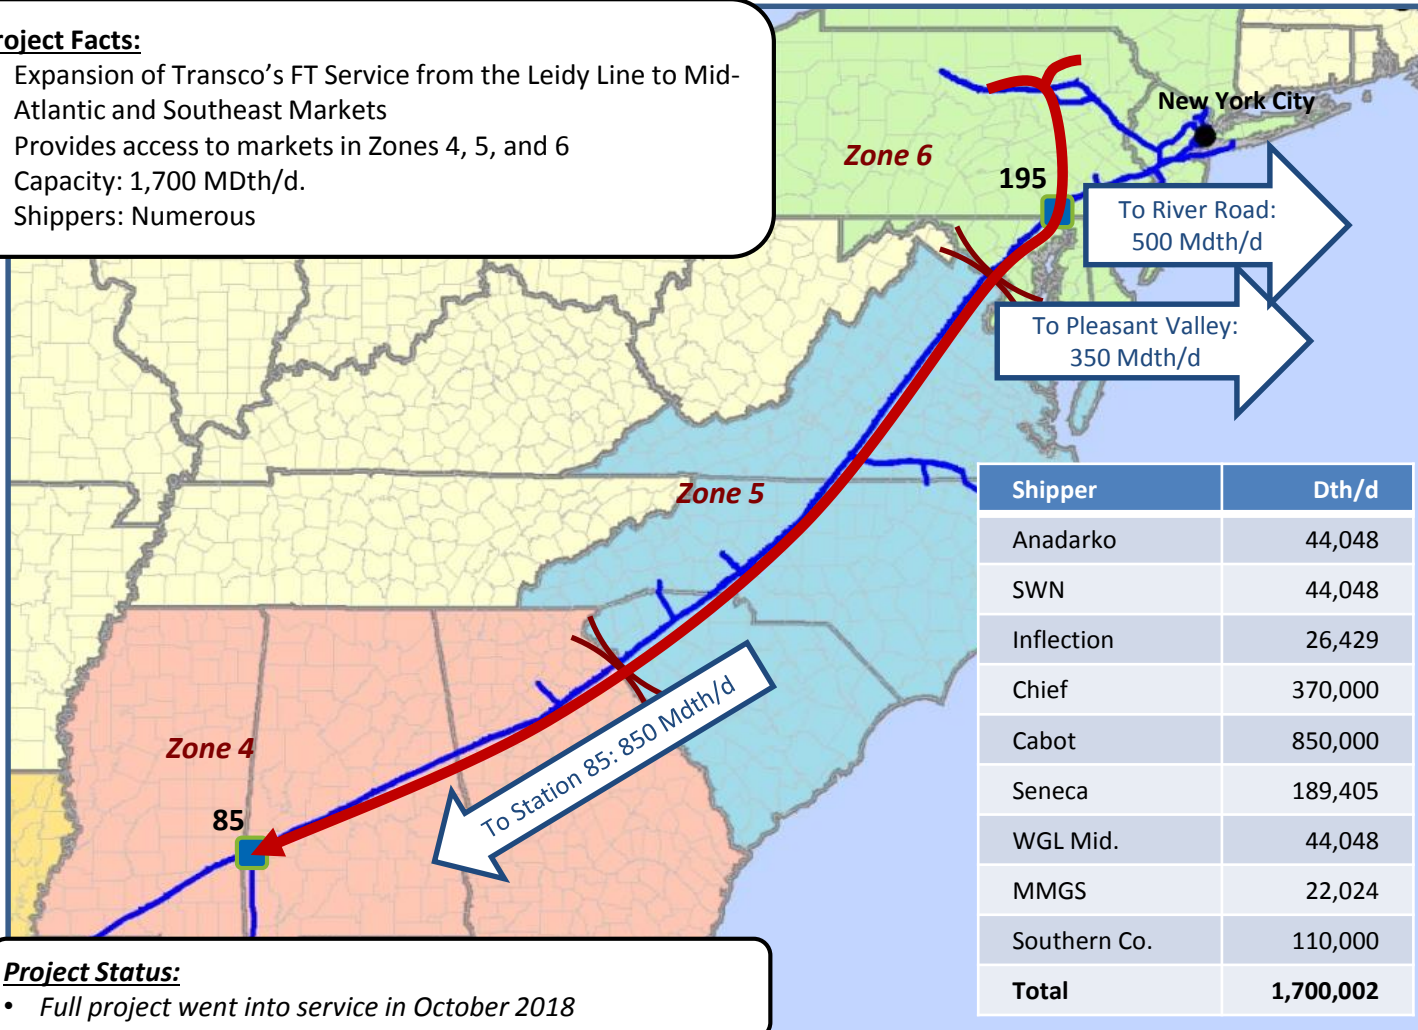 roject Facts:
Expansion of Transco's FT Service from the Leidy Line to Mid-
Atlantic and Southeast Markets
Provides access to markets in Zones 4, 5, and 6
Capacity: 1,700 MDth/d.
Shippers: Numerous
New York City
Zone 6
195
To River Road:
500 Mdth/d
To Pleasant Valley:
350 Mdth/d
Zone 5
Shipper Dth/d
Anadarko 44,048
SWN 44,048
Inflection 26,429
Chief 370,000
Cabot 850,000
Seneca 189,405
WGL Mid. 44,048
MMGS 22,024
Southern Co. 110,000
Total 1,700,002
To Station 85: 850 Mdth/d
Zone 4
85
Project Status:
• Full project went into service in October 2018